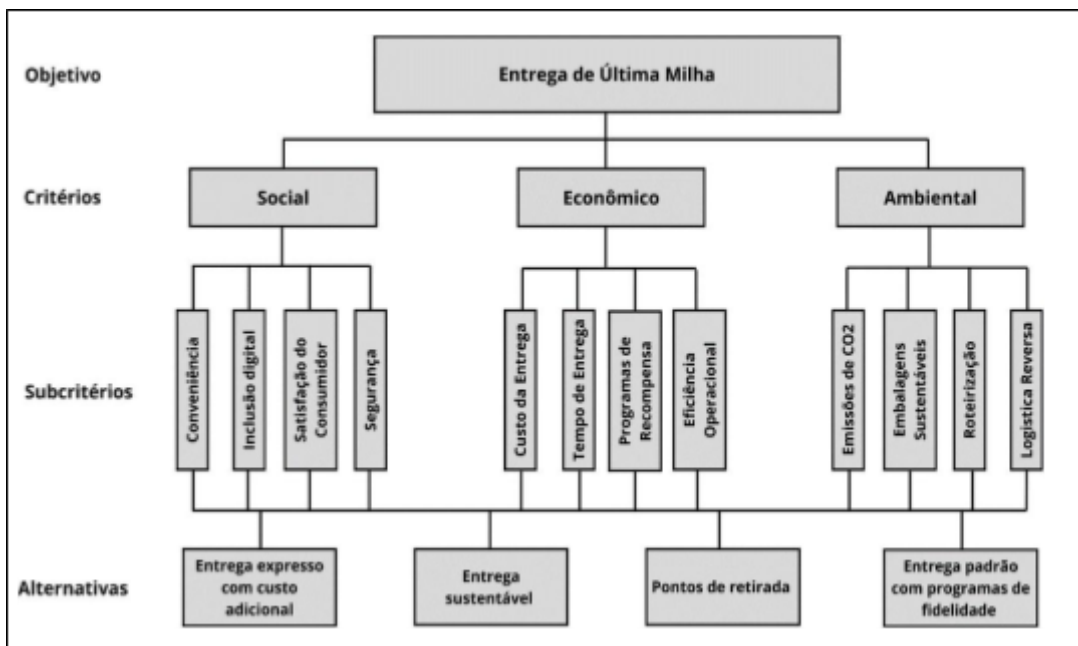 Objetivo
Entrega de Última Milha
Critérios
Social
Econômico
Ambiental
Subcritérios
Conveniência
Inclusão digital
Satisfação do
Consumidor
Segurança
Custo da Entrega
Tempo de Entrega
Programas de
Recompensa
Eficiência
Operacional
Emissões de CO2
Embalagens
Sustentáveis
Roteirização
Logistica Reversa
Alternativas
Entrega expresso
com custo
adicional
Entrega
sustentável
Pontos de retirada
Entrega padrão
com programas de
fidelidade